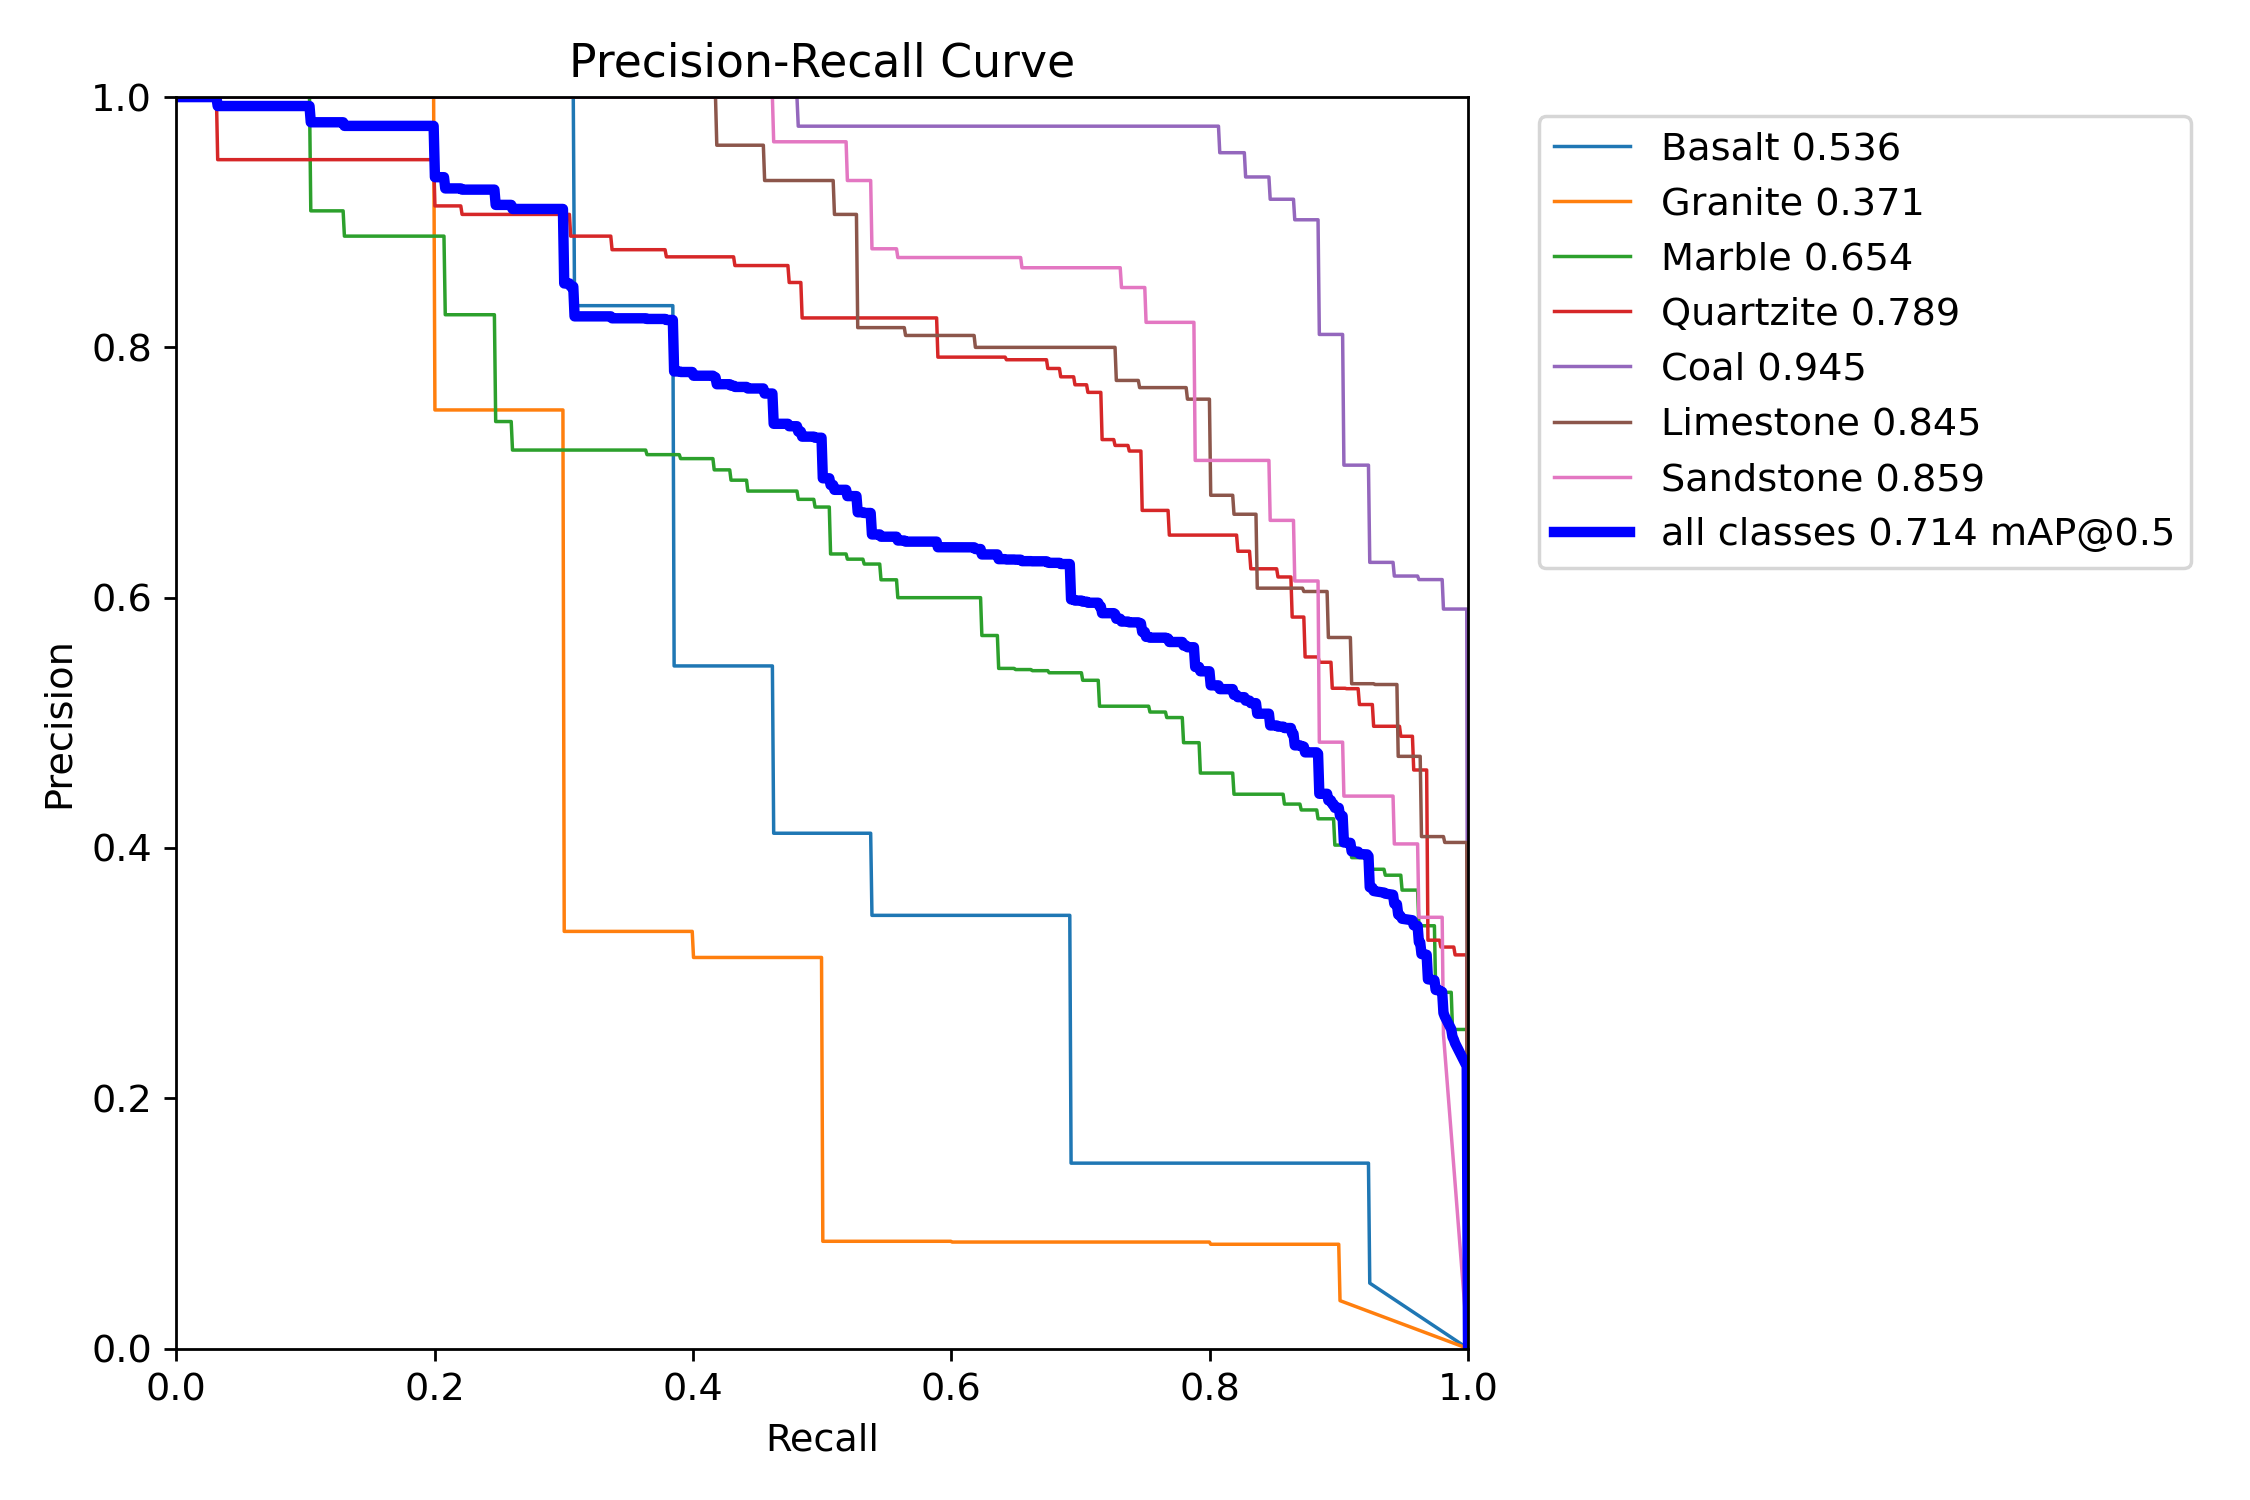 Precision-Recall Curve
1.0
0.8
0.6
0.4
0.2
0.0
Precision
0.0 0.2 0.4 0.6 0.8 1.0
Recall
Basalt 0.536
Granite 0.371
Marble 0.654
Quartzite 0.789
Coal 0.945
Limestone 0.845
Sandstone 0.859
all classes 0.714 mAP@0.5